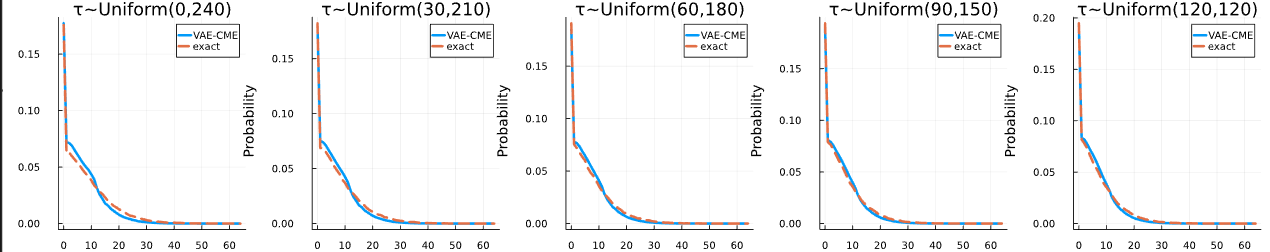 τ~Uniform(0,240)
VAE-CME
exact
0.15
0.10
0.05
0.00
0 10 20 30 40 50 60
τ~Uniform(30,210)
Probability
VAE-CME
exact
0.15
0.10
0.05
0.00
0 10 20 30 40 50 60
τ~Uniform(60,180)
Probability
VAE-CME
exact
0.15
0.10
0.05
0.00
0 10 20 30 40 50 60
τ~Uniform(90,150)
Probability
VAE-CME
exact
0.15
0.10
0.05
0.00
0 10 20 30 40 50 60
τ~Uniform(120,120)
Probability
VAE-CME
exact
0.20
0.15
0.10
0.05
0.00
0 10 20 30 40 50 60